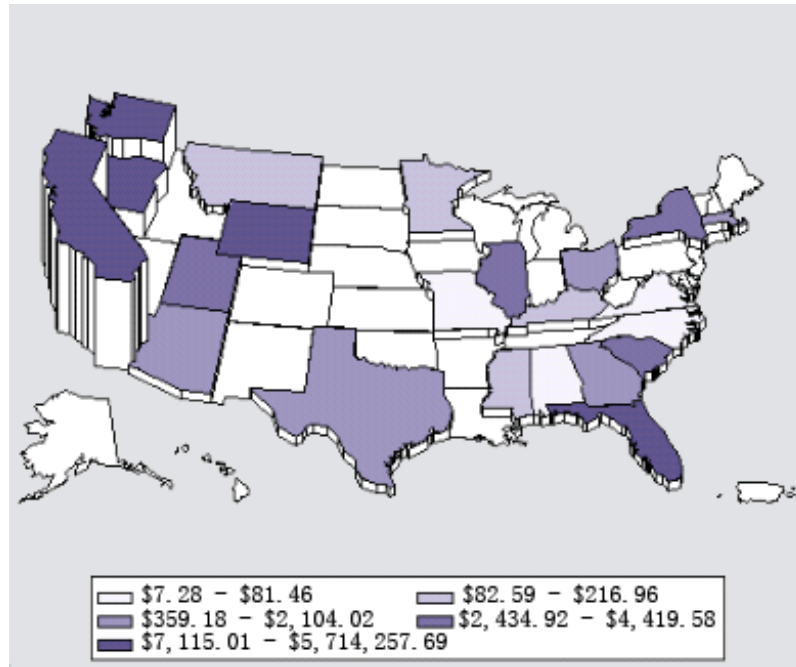 $7.28 - $81.46 $82.59 - $216.96
$359.18 - $2,104.02 $2,434.92 - $4,419.58
$7,115.01 - $5,714,257.69